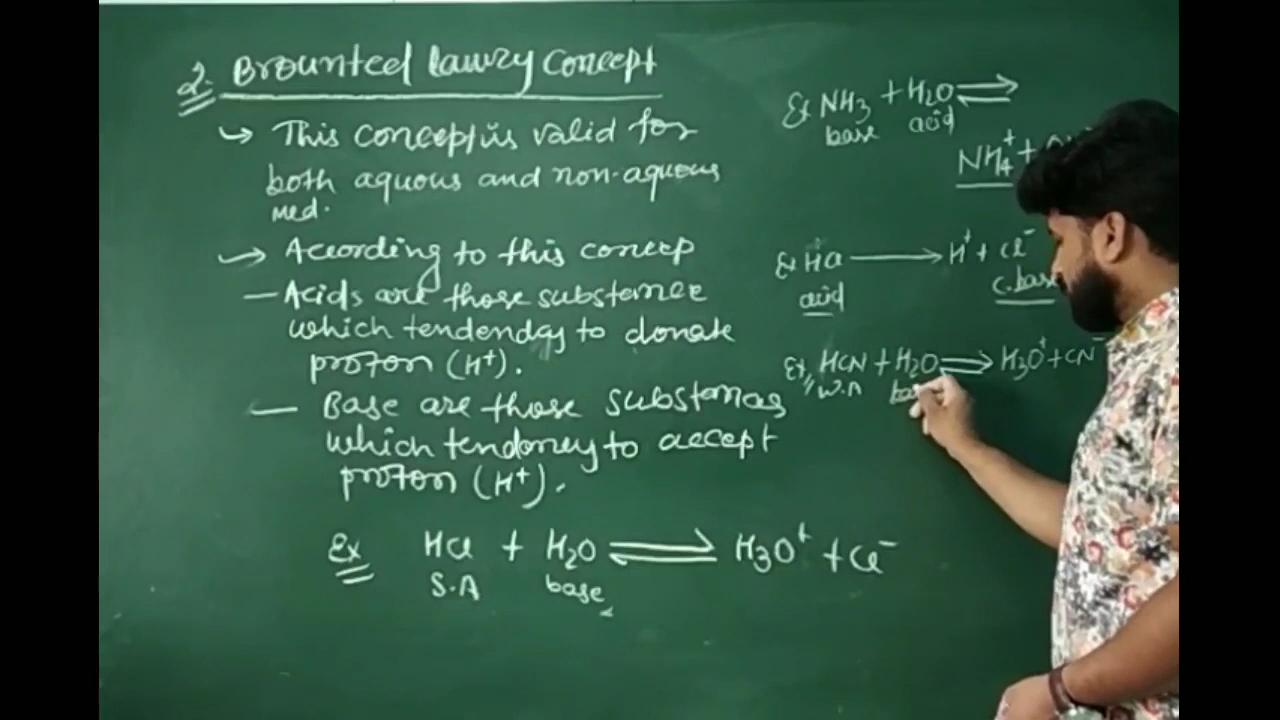 2. Brounted Lawry Concept
→ This concept is valid for
both aquous and non-aquous
med.
→ According to this concep
— Acids are those substance
which tendendcy to donate
proton (H⁺).
— Base are those substances
which tendency to accept
proton (H⁺).
Ex HCl + H2O ⇌ H3O⁺ + Cl⁻
S.A base
Ex NH3 + H2O ⇌
base acid
NH4⁺ +
Ex HCl ⟶ H⁺ + Cl⁻
acid C. base
Ex HCN + H2O ⇌ H3O⁺ + CN⁻
W.A